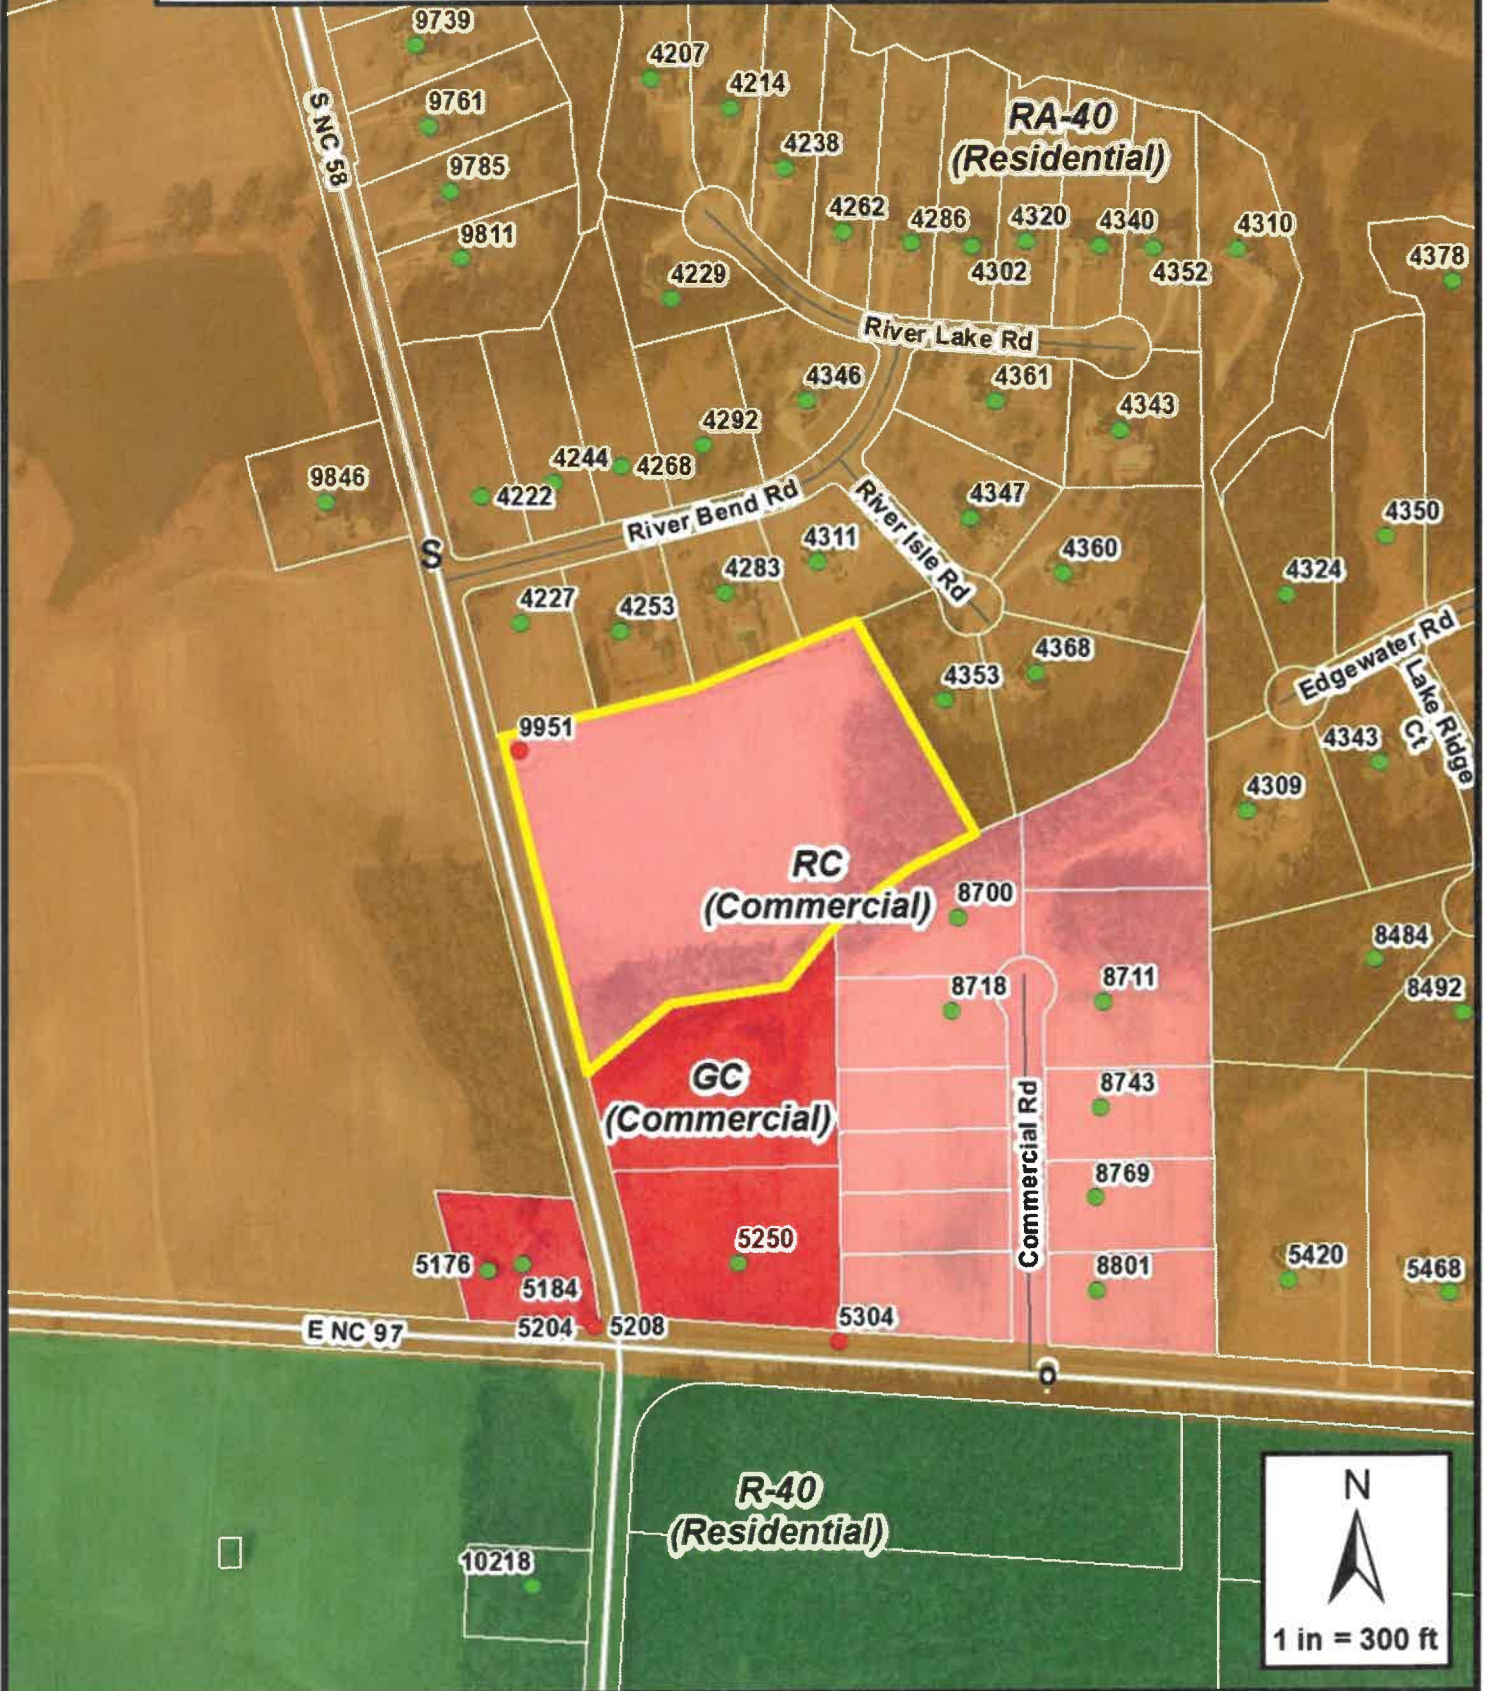 9739
4207
4214
9761
S NC 58
RA-40
(Residential)
4238
9785
4262
4286
4320
4340
4310
9811
4302
4352
4378
4229
River Lake Rd
4346
4361
4343
4292
4244
4268
9846
4222
River Bend Rd
River Isle Rd
4347
4350
S
4311
4360
4283
4324
4227
4253
Edgewater Rd
4368
4353
Lake Ridge
Ct
9951
4343
4309
RC
(Commercial)
8700
8484
8718
8711
8492
GC
(Commercial)
8743
Commercial Rd
8769
5250
5176
5184
8801
5420
5468
5304
5204
5208
E NC 97
O
R-40
(Residential)
10218
N
1 in = 300 ft